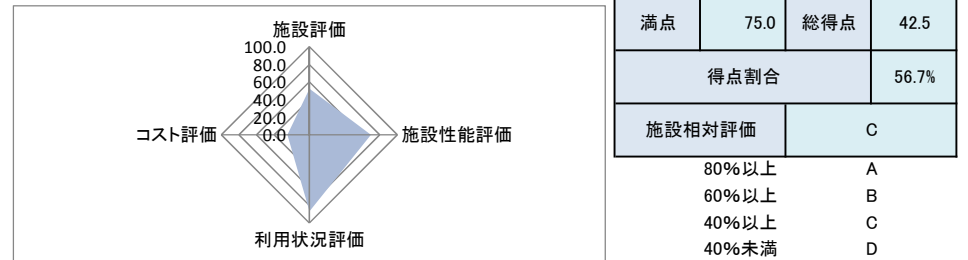 施設評価
100.0
80.0
60.0
40.0
20.0
0.0
コスト評価
施設性能評価
利用状況評価
満点 75.0 総得点 42.5
得点割合 56.7%
施設相対評価 C
80%以上 A
60%以上 B
40%以上 C
40%未満 D